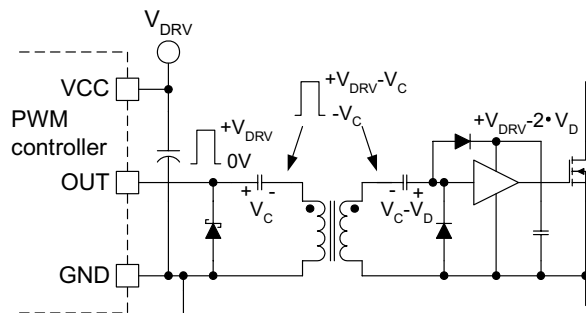 V_DRV
VCC
PWM
controller
+V_DRV
0V
OUT
GND
+ -
V_C
+V_DRV-V_C
-V_C
- +
V_C-V_D
+V_DRV-2•V_D